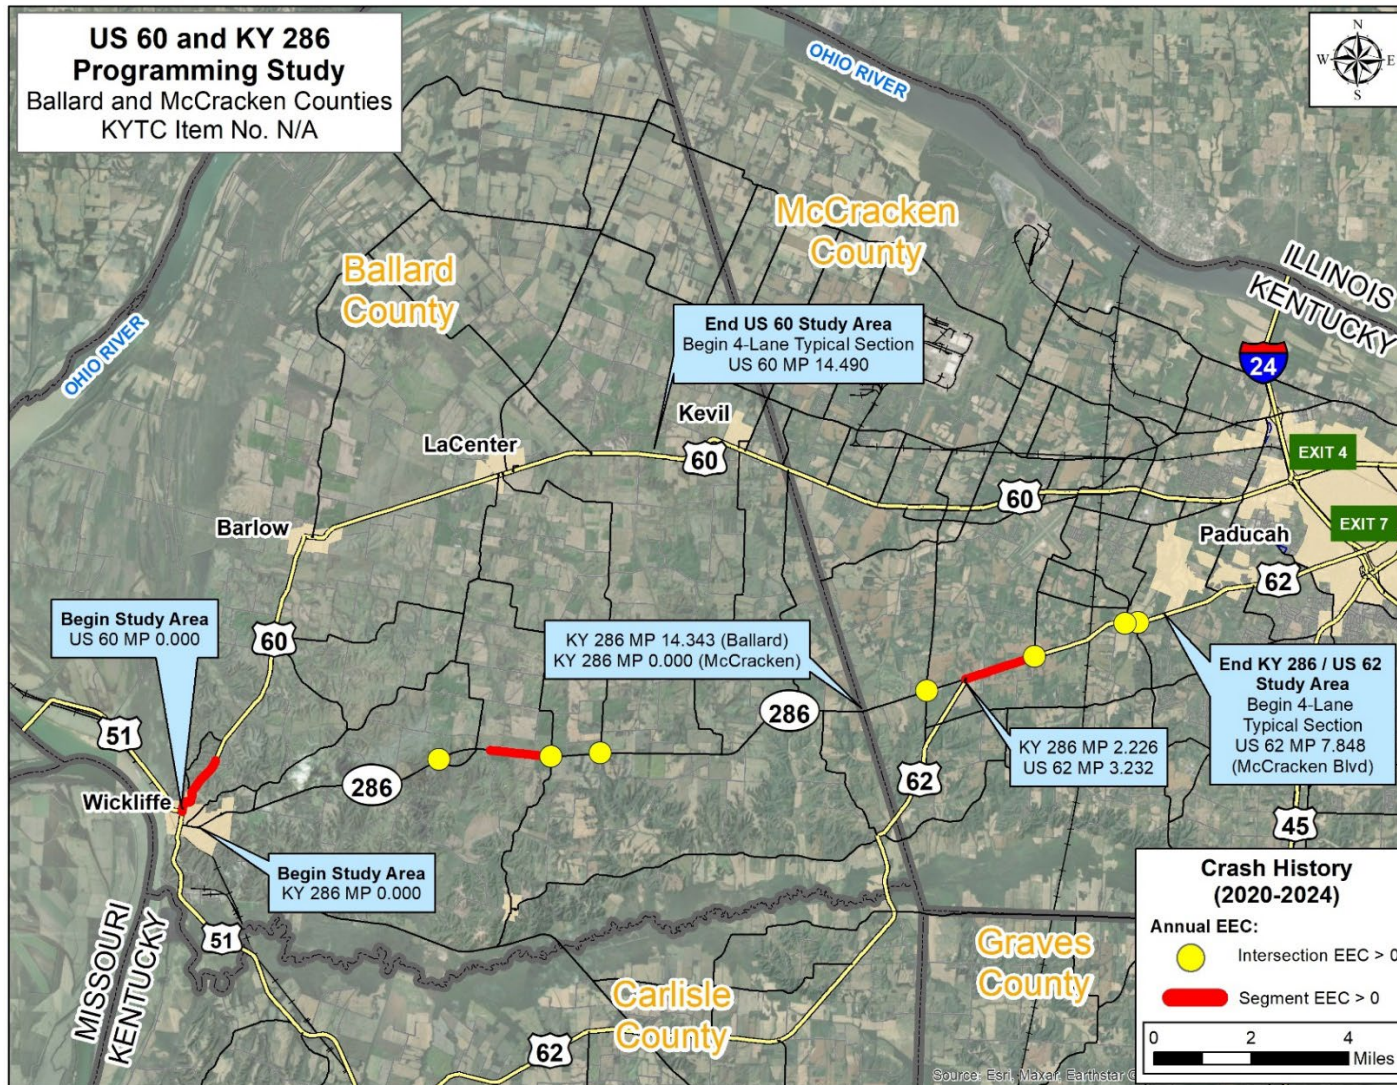 US 60 and KY 286
Programming Study
Ballard and McCracken Counties
KYTC Item No. N/A
N
W E
S
OHIO RIVER
McCracken
County
Ballard
County
ILLINOIS
KENTUCKY
OHIO RIVER
End US 60 Study Area
Begin 4-Lane Typical Section
US 60 MP 14.490
24
Kevil
LaCenter
60
EXIT 4
60
Barlow
EXIT 7
Paducah
62
Begin Study Area
US 60 MP 0.000
60
KY 286 MP 14.343 (Ballard)
KY 286 MP 0.000 (McCracken)
End KY 286 / US 62
Study Area
Begin 4-Lane
Typical Section
US 62 MP 7.848
(McCracken Blvd)
51
286
KY 286 MP 2.226
US 62 MP 3.232
286
62
Wickliffe
45
Begin Study Area
KY 286 MP 0.000
51
MISSOURI
KENTUCKY
Graves
County
Carlisle
County
62
Crash History
(2020-2024)
Annual EEC:
Intersection EEC > 0
Segment EEC > 0
0 2 4
Miles
Source: Esri, Maxar, Earthstar